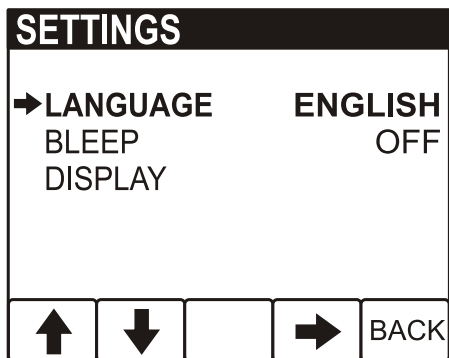 SETTINGS
LANGUAGE ENGLISH
BLEEP OFF
DISPLAY
BACK